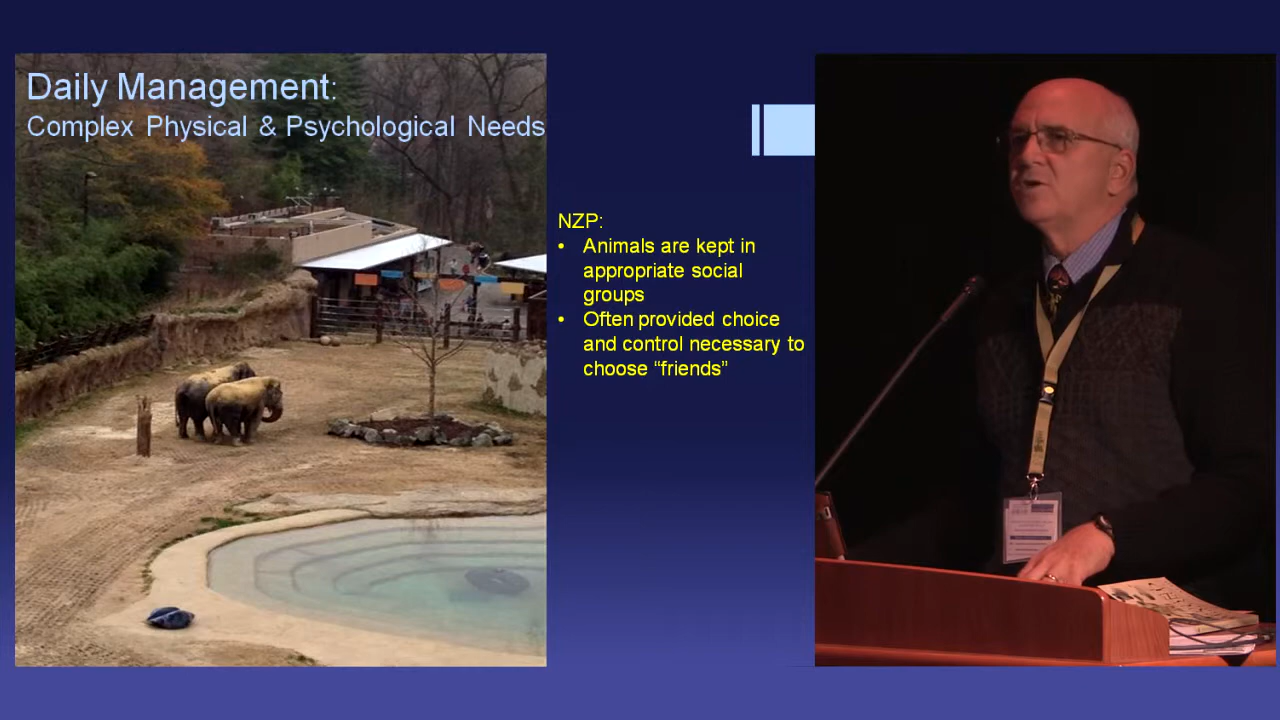 Daily Management:
Complex Physical & Psychological Needs
NZP:
• Animals are kept in
appropriate social
groups
• Often provided choice
and control necessary to
choose “friends”